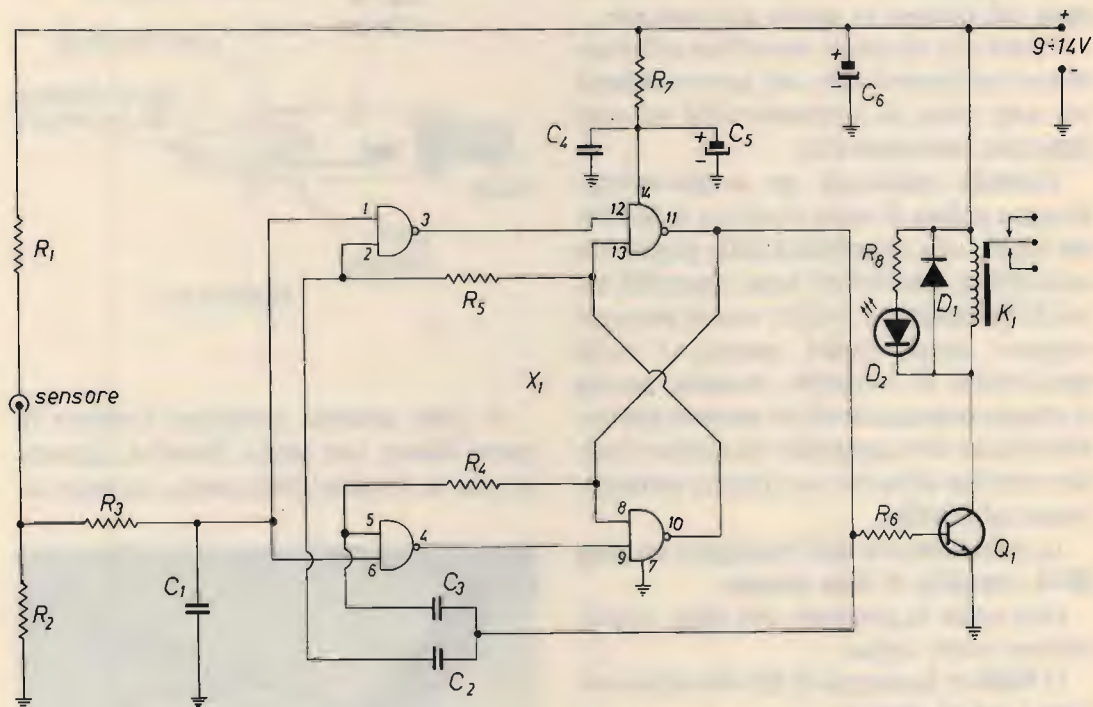 +
9÷14V
-
R7
+
-
C6
C4
+
-
C5
R1
1
2
3
12
13
14
11
R5
R8
D1
K1
D2
X1
sensore
R4
R3
8
9
10
7
5
6
4
R6
Q1
C1
C3
R2
C2